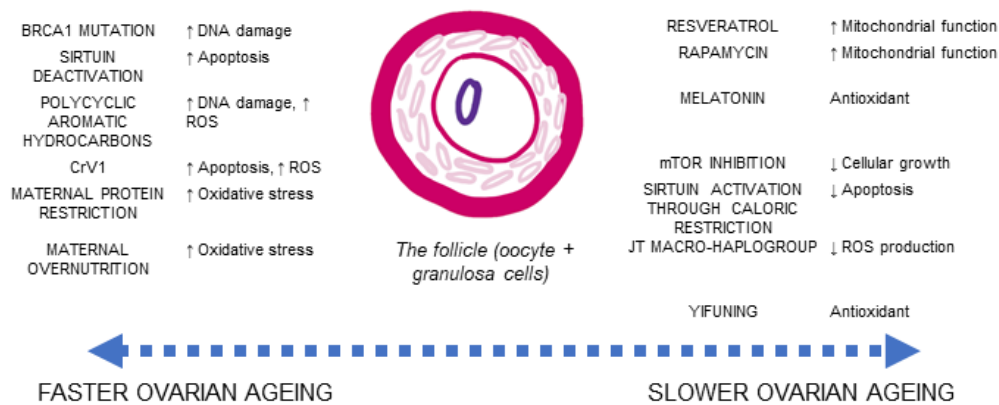 BRCA1 MUTATION ↑ DNA damage
SIRTUIN
DEACTIVATION
↑ Apoptosis
POLYCYCLIC
AROMATIC
HYDROCARBONS
↑ DNA damage, ↑
ROS
CrV1 ↑ Apoptosis, ↑ ROS
MATERNAL PROTEIN
RESTRICTION
↑ Oxidative stress
MATERNAL
OVERNUTRITION
↑ Oxidative stress
The follicle (oocyte +
granulosa cells)
RESVERATROL ↑ Mitochondrial function
RAPAMYCIN ↑ Mitochondrial function
MELATONIN Antioxidant
mTOR INHIBITION ↓ Cellular growth
SIRTUIN ACTIVATION
THROUGH CALORIC
RESTRICTION
↓ Apoptosis
JT MACRO-HAPLOGROUP ↓ ROS production
YIFUNING Antioxidant
FASTER OVARIAN AGEING
SLOWER OVARIAN AGEING